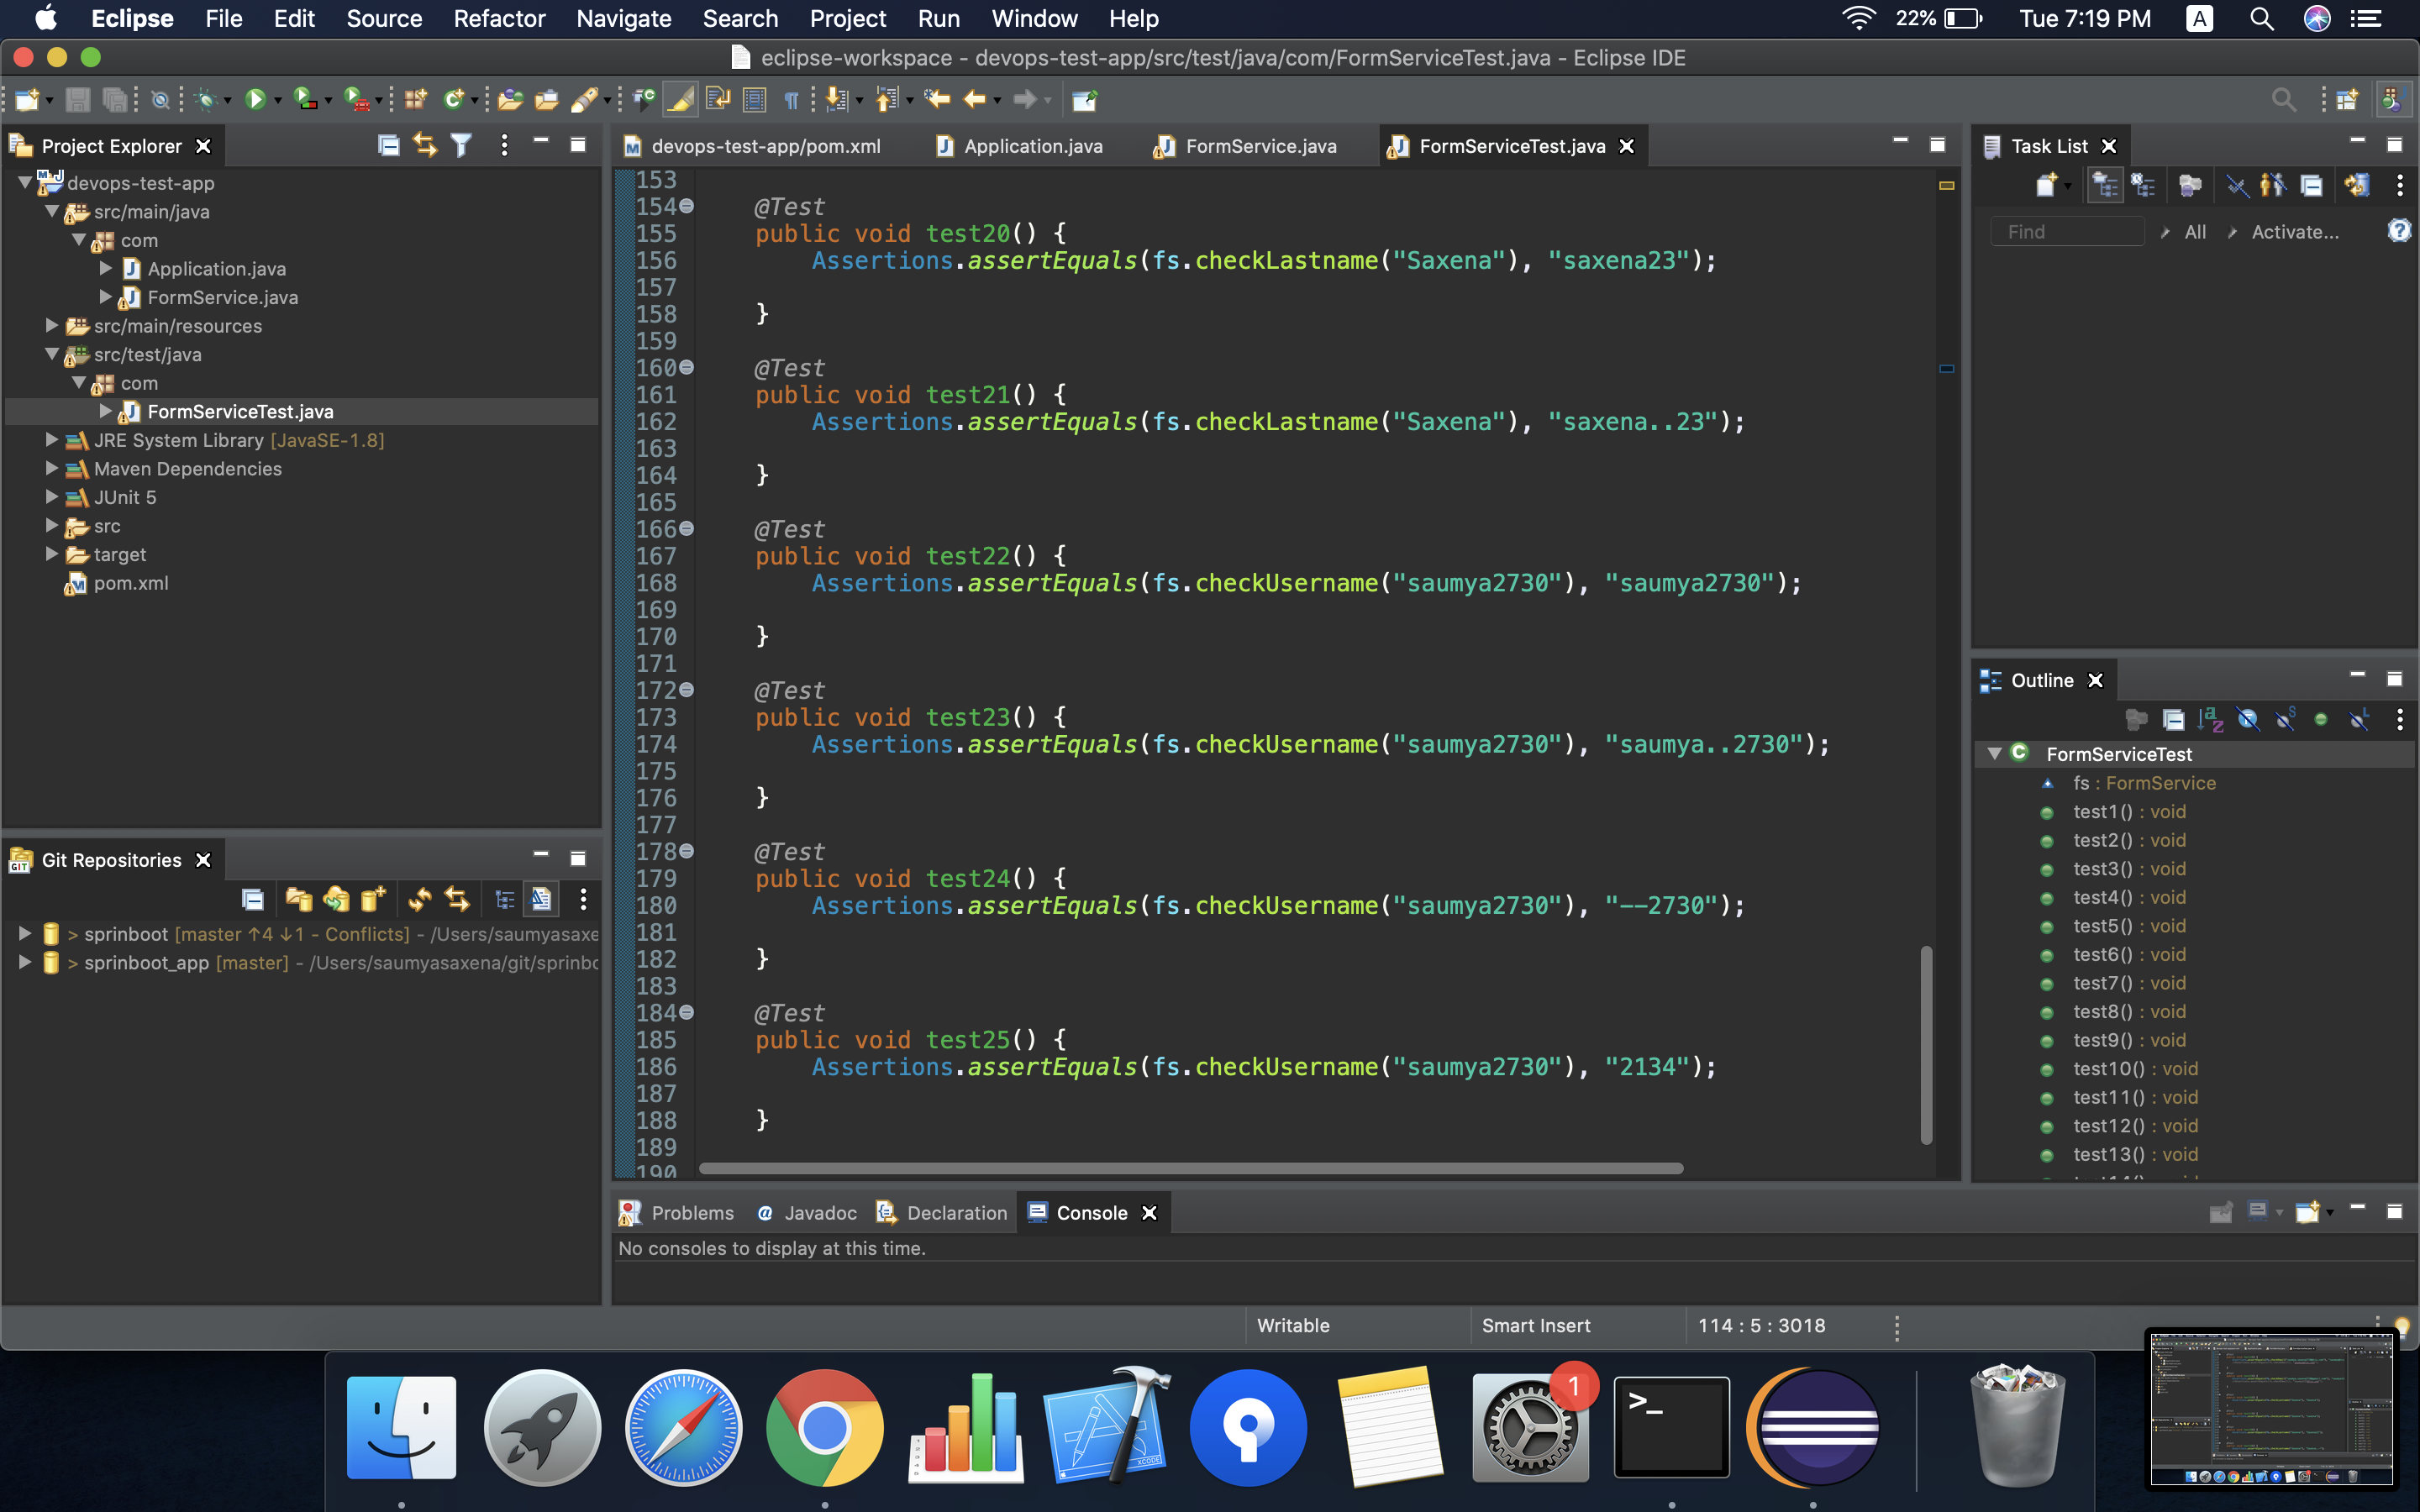 Eclipse File Edit Source Refactor Navigate Search Project Run Window Help 22% Tue 7:19 PM A
eclipse-workspace - devops-test-app/src/test/java/com/FormServiceTest.java - Eclipse IDE
Project Explorer
devops-test-app
src/main/java
com
Application.java
FormService.java
src/main/resources
src/test/java
com
FormServiceTest.java
JRE System Library [JavaSE-1.8]
Maven Dependencies
JUnit 5
src
target
pom.xml
Git Repositories
> sprinboot [master ↑4 ↓1 - Conflicts] - /Users/saumyasaxe
> sprinboot_app [master] - /Users/saumyasaxena/git/sprinbo
devops-test-app/pom.xml Application.java FormService.java FormServiceTest.java
153
154 @Test
155 public void test20() {
156 Assertions.assertEquals(fs.checkLastname("Saxena"), "saxena23");
157
158 }
159
160 @Test
161 public void test21() {
162 Assertions.assertEquals(fs.checkLastname("Saxena"), "saxena..23");
163
164 }
165
166 @Test
167 public void test22() {
168 Assertions.assertEquals(fs.checkUsername("saumya2730"), "saumya2730");
169
170 }
171
172 @Test
173 public void test23() {
174 Assertions.assertEquals(fs.checkUsername("saumya2730"), "saumya..2730");
175
176 }
177
178 @Test
179 public void test24() {
180 Assertions.assertEquals(fs.checkUsername("saumya2730"), "--2730");
181
182 }
183
184 @Test
185 public void test25() {
186 Assertions.assertEquals(fs.checkUsername("saumya2730"), "2134");
187
188 }
189
190
Problems Javadoc Declaration Console
No consoles to display at this time.
Task List
Find All Activate...
Outline
FormServiceTest
fs : FormService
test1() : void
test2() : void
test3() : void
test4() : void
test5() : void
test6() : void
test7() : void
test8() : void
test9() : void
test10() : void
test11() : void
test12() : void
test13() : void
Writable Smart Insert 114 : 5 : 3018
1
>_
XCODE